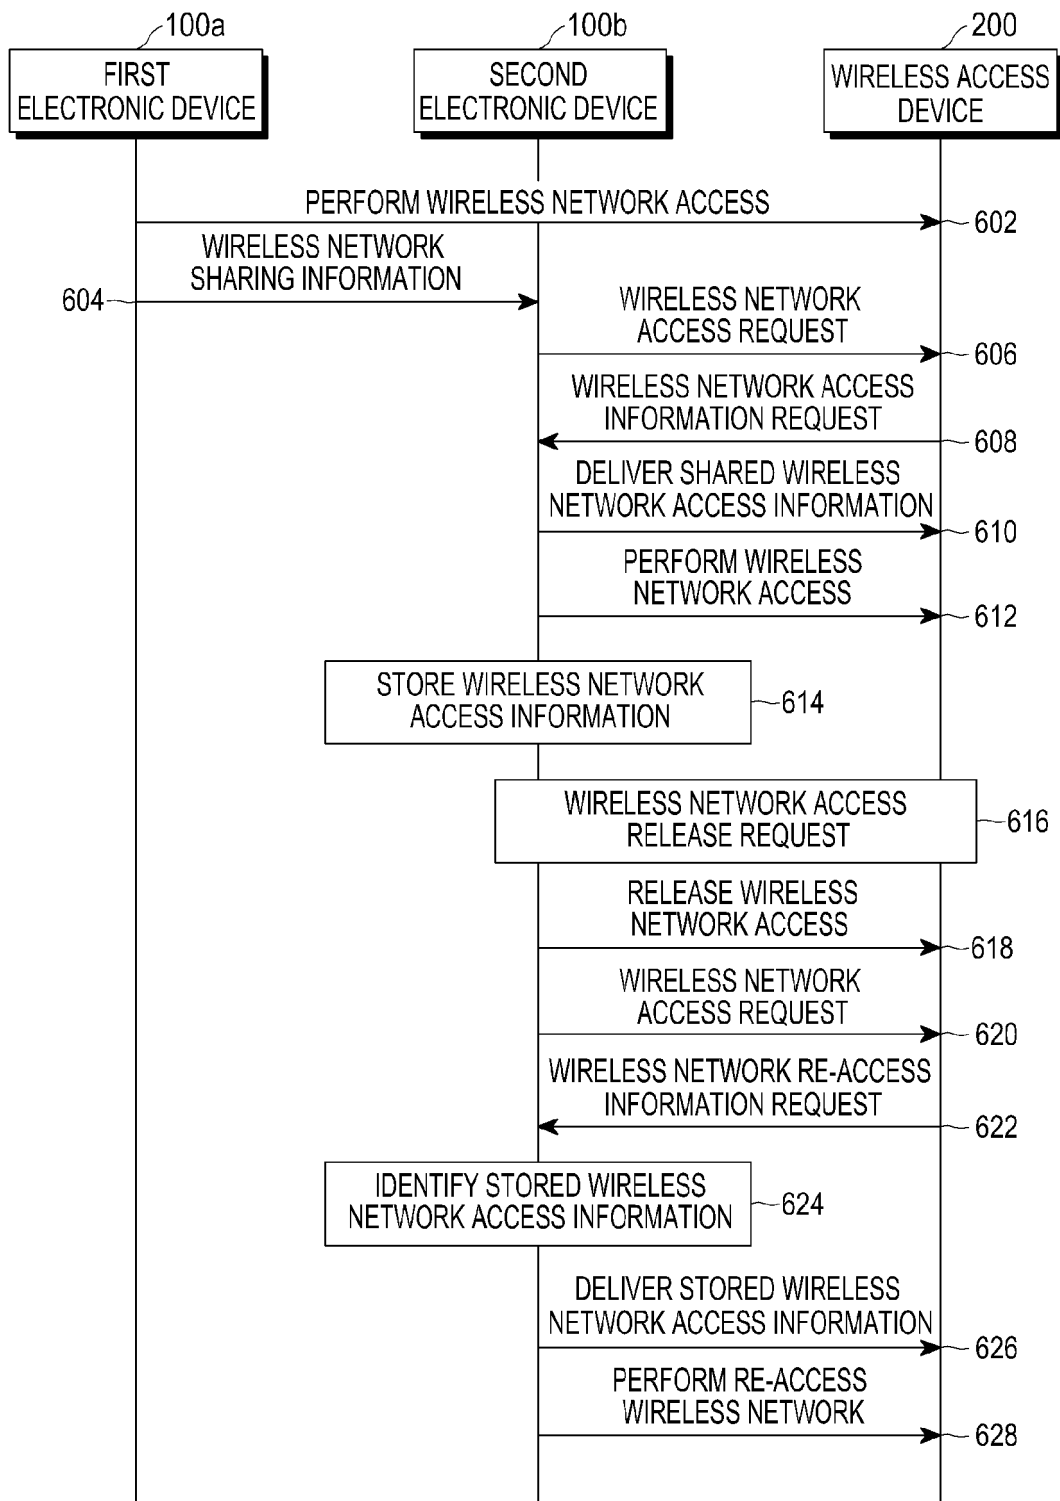 100a
100b
200
FIRST
ELECTRONIC DEVICE
SECOND
ELECTRONIC DEVICE
WIRELESS ACCESS
DEVICE
PERFORM WIRELESS NETWORK ACCESS
602
WIRELESS NETWORK
SHARING INFORMATION
604
WIRELESS NETWORK
ACCESS REQUEST
606
WIRELESS NETWORK ACCESS
INFORMATION REQUEST
608
DELIVER SHARED WIRELESS
NETWORK ACCESS INFORMATION
610
PERFORM WIRELESS
NETWORK ACCESS
612
STORE WIRELESS NETWORK
ACCESS INFORMATION
614
WIRELESS NETWORK ACCESS
RELEASE REQUEST
616
RELEASE WIRELESS
NETWORK ACCESS
618
WIRELESS NETWORK
ACCESS REQUEST
620
WIRELESS NETWORK RE-ACCESS
INFORMATION REQUEST
622
IDENTIFY STORED WIRELESS
NETWORK ACCESS INFORMATION
624
DELIVER STORED WIRELESS
NETWORK ACCESS INFORMATION
626
PERFORM RE-ACCESS
WIRELESS NETWORK
628